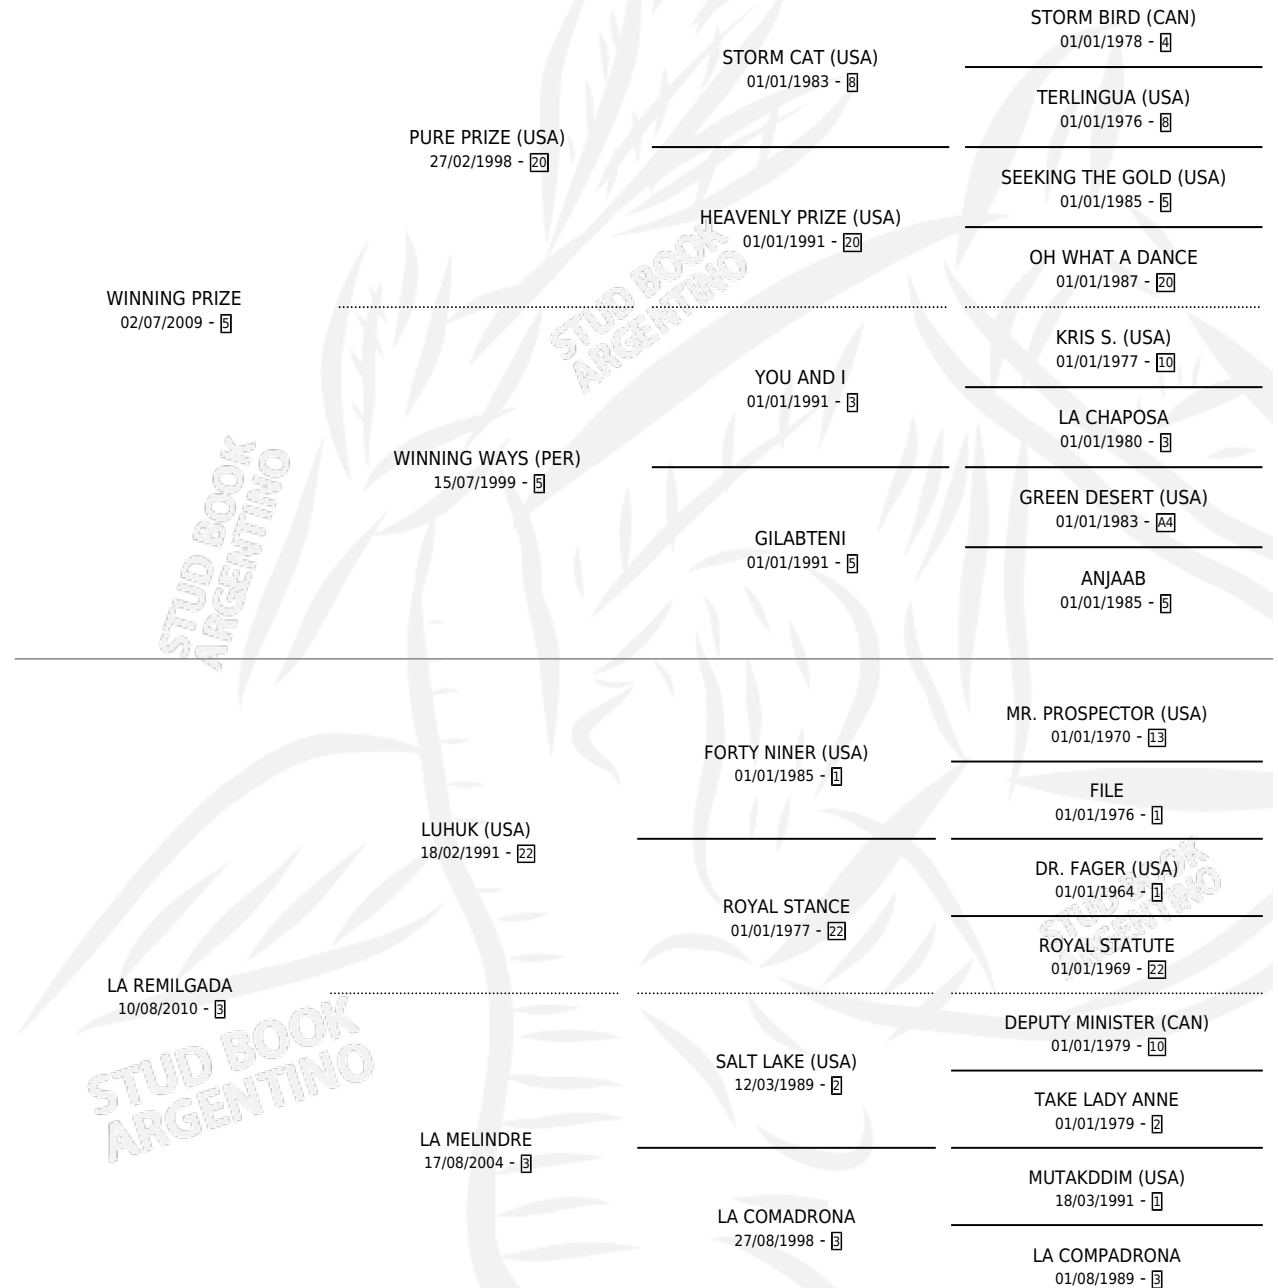 STORM BIRD (CAN)
01/01/1978 - 4
STORM CAT (USA)
01/01/1983 - 8
TERLINGUA (USA)
01/01/1976 - 8
PURE PRIZE (USA)
27/02/1998 - 20
SEEKING THE GOLD (USA)
01/01/1985 - 5
HEAVENLY PRIZE (USA)
01/01/1991 - 20
OH WHAT A DANCE
01/01/1987 - 20
WINNING PRIZE
02/07/2009 - 5
KRIS S. (USA)
01/01/1977 - 10
YOU AND I
01/01/1991 - 3
LA CHAPOSA
01/01/1980 - 3
WINNING WAYS (PER)
15/07/1999 - 5
GREEN DESERT (USA)
01/01/1983 - A4
GILABTENI
01/01/1991 - 5
ANJAAB
01/01/1985 - 5
MR. PROSPECTOR (USA)
01/01/1970 - 13
FORTY NINER (USA)
01/01/1985 - 1
FILE
01/01/1976 - 1
LUHUK (USA)
18/02/1991 - 22
DR. FAGER (USA)
01/01/1964 - 1
ROYAL STANCE
01/01/1977 - 22
ROYAL STATUTE
01/01/1969 - 22
LA REMILGADA
10/08/2010 - 3
DEPUTY MINISTER (CAN)
01/01/1979 - 10
SALT LAKE (USA)
12/03/1989 - 2
TAKE LADY ANNE
01/01/1979 - 2
LA MELINDRE
17/08/2004 - 3
MUTAKDDIM (USA)
18/03/1991 - 1
LA COMADRONA
27/08/1998 - 3
LA COMPADRONA
01/08/1989 - 3
STUD BOOK
ARGENTINO
STUD BOOK
ARGENTINO
STUD BOOK
ARGENTINO
STUD BOOK
ARGENTINO